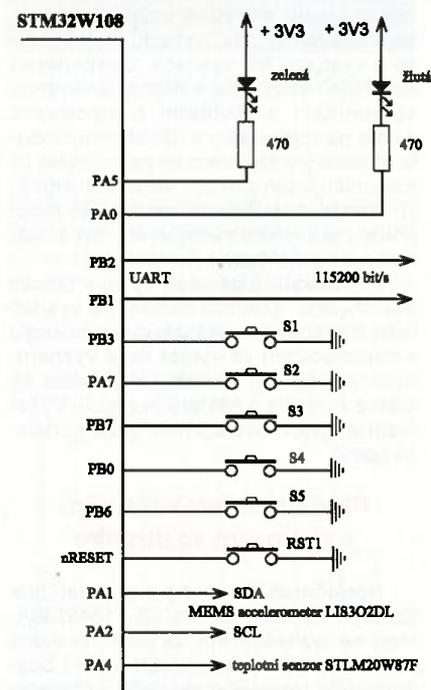 STM32W108
+ 3V3 + 3V3
zelená žlutá
470 470
PA5
PA0
PB2
UART 115200 bit/s
PB1
PB3 S1
PA7 S2
PB7 S3
PB0 S4
PB6 S5
nRESET RST1
PA1 SDA
MEMS accelerometer LIS3O2DL
PA2 SCL
PA4 teplotní senzor STLM20W87F